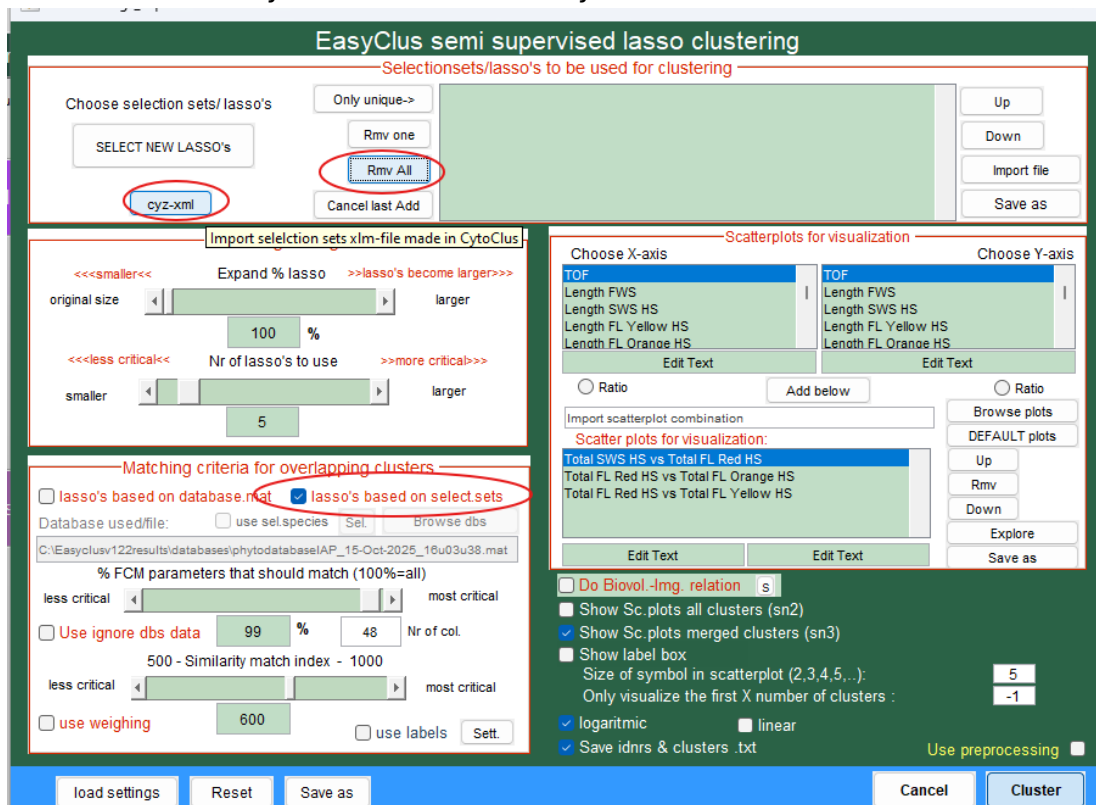 EasyClus semi supervised lasso clustering
Selectionsets/lasso's to be used for clustering
Choose selection sets/ lasso's
SELECT NEW LASSO's
cyz-xml
Only unique->
Rmv one
Rmv All
Cancel last Add
Up
Down
Import file
Save as
Import selelction sets xlm-file made in CytoClus
<<<smaller<<
Expand % lasso
>>lasso's become larger>>>
original size
larger
100
%
<<<less critical<<
Nr of lasso's to use
>>more critical>>>
smaller
larger
5
Matching criteria for overlapping clusters
lasso's based on database.mat
lasso's based on select.sets
Database used/file:
use sel.species
Sel.
Browse dbs
C:\Easyclusv122results\databases\phytodatabaseIAP_15-Oct-2025_16u03u38.mat
% FCM parameters that should match (100%=all)
less critical
most critical
Use ignore dbs data
99
%
48
Nr of col.
500 - Similarity match index - 1000
less critical
most critical
use weighing
600
use labels
Sett.
Scatterplots for visualization
Choose X-axis
Choose Y-axis
TOF
Length FWS
Length SWS HS
Length FL Yellow HS
Length FL Orange HS
TOF
Length FWS
Length SWS HS
Length FL Yellow HS
Length FL Orange HS
Edit Text
Edit Text
Ratio
Add below
Ratio
Import scatterplot combination
Browse plots
Scatter plots for visualization:
DEFAULT plots
Total SWS HS vs Total FL Red HS
Total FL Red HS vs Total FL Orange HS
Total FL Red HS vs Total FL Yellow HS
Up
Rmv
Down
Explore
Edit Text
Edit Text
Save as
Do Biovol.-Img. relation
s
Show Sc.plots all clusters (sn2)
Show Sc.plots merged clusters (sn3)
Show label box
Size of symbol in scatterplot (2,3,4,5,..):
5
Only visualize the first X number of clusters :
-1
logaritmic
linear
Save idnrs & clusters .txt
Use preprocessing
load settings
Reset
Save as
Cancel
Cluster